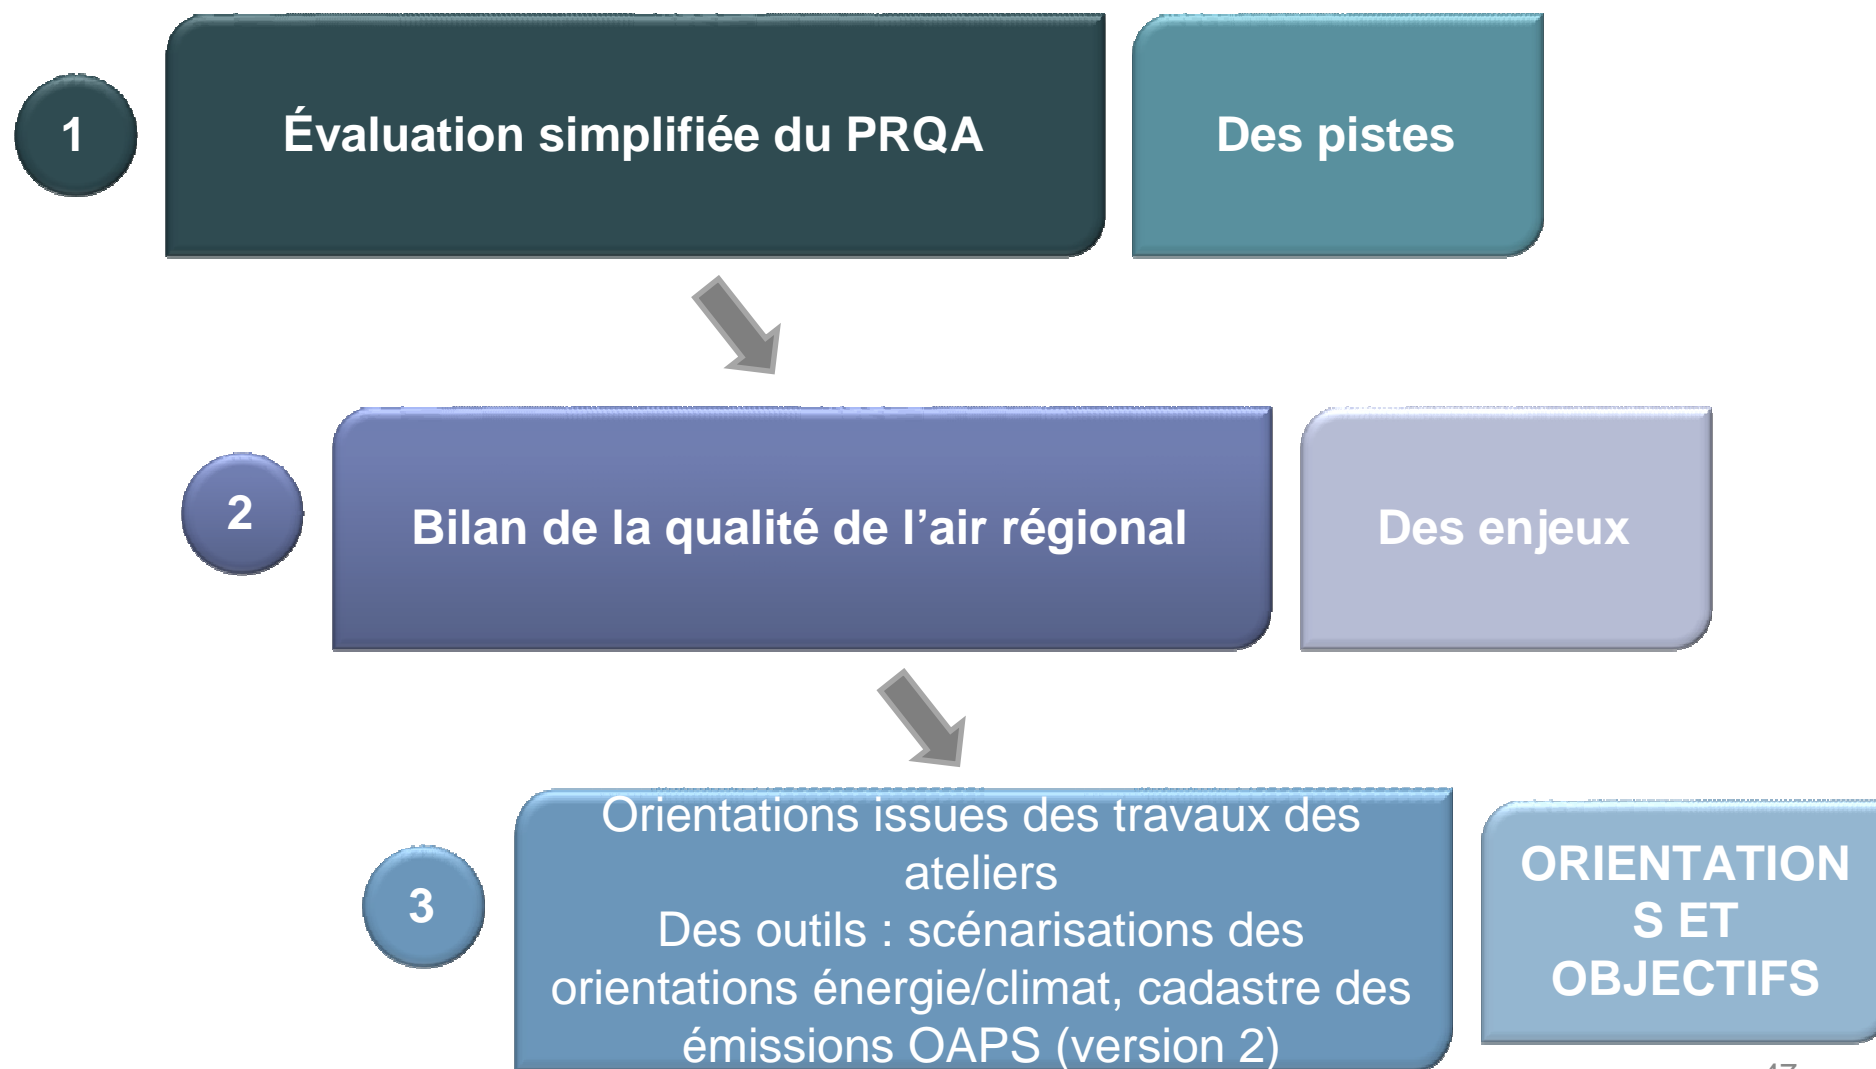 1
Évaluation simplifiée du PRQA
Des pistes
2
Bilan de la qualité de l’air régional
Des enjeux
3
Orientations issues des travaux des
ateliers
Des outils : scénarisations des
orientations énergie/climat, cadastre des
émissions OAPS (version 2)
ORIENTATION
S ET
OBJECTIFS